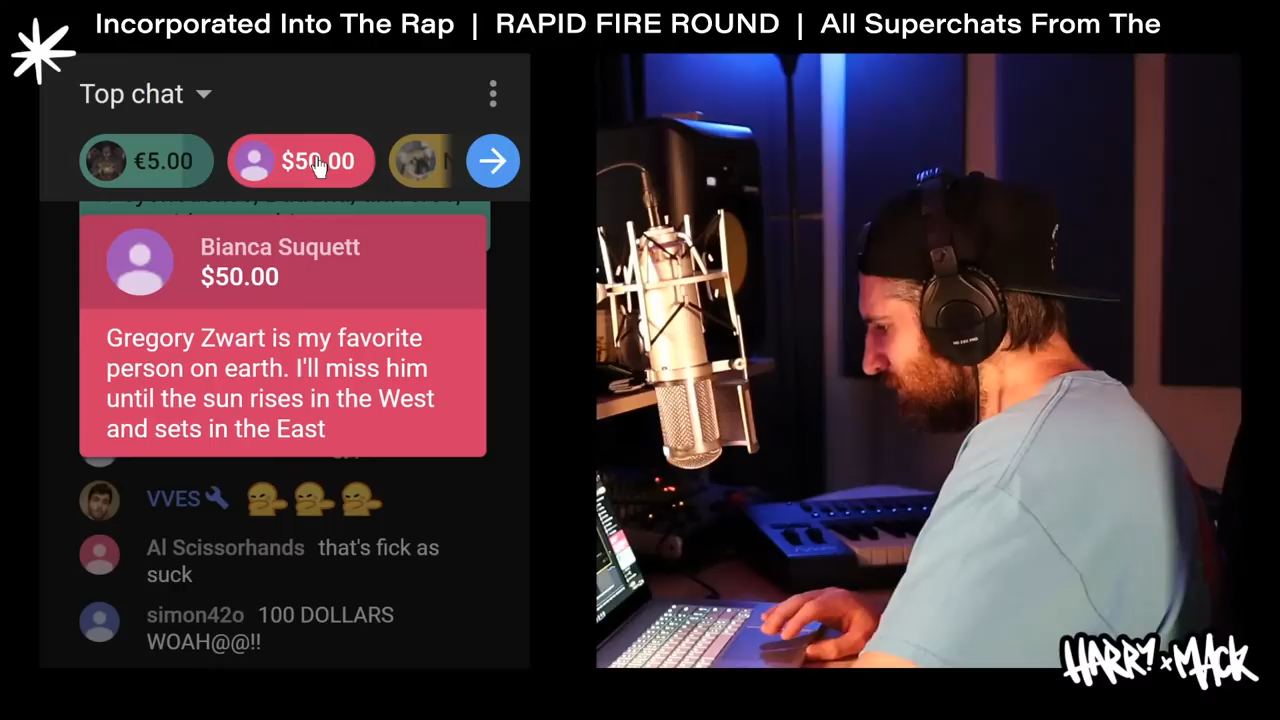 Incorporated Into The Rap | RAPID FIRE ROUND | All Superchats From The
Top chat
€5.00
$50.00
Bianca Suquett
$50.00
Gregory Zwart is my favorite
person on earth. I'll miss him
until the sun rises in the West
and sets in the East
VVES
Al Scissorhands that's fick as
suck
simon42o 100 DOLLARS
WOAH@@!!
HARRY MACK